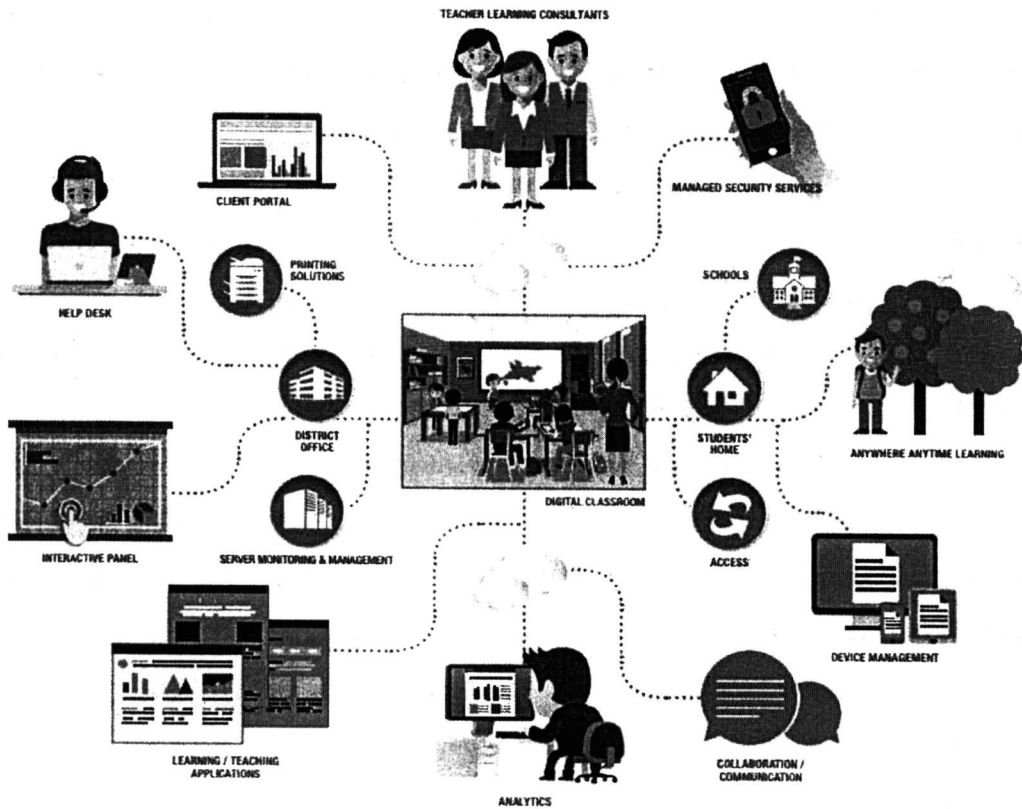 TEACHER LEARNING CONSULTANTS
CLIENT PORTAL
MANAGED SECURITY SERVICES
HELP DESK
PRINTING
SOLUTIONS
SCHOOLS
DISTRICT
OFFICE
STUDENTS'
HOME
ANYWHERE ANYTIME LEARNING
DIGITAL CLASSROOM
INTERACTIVE PANEL
SERVER MONITORING & MANAGEMENT
ACCESS
DEVICE MANAGEMENT
LEARNING / TEACHING
APPLICATIONS
ANALYTICS
COLLABORATION /
COMMUNICATION